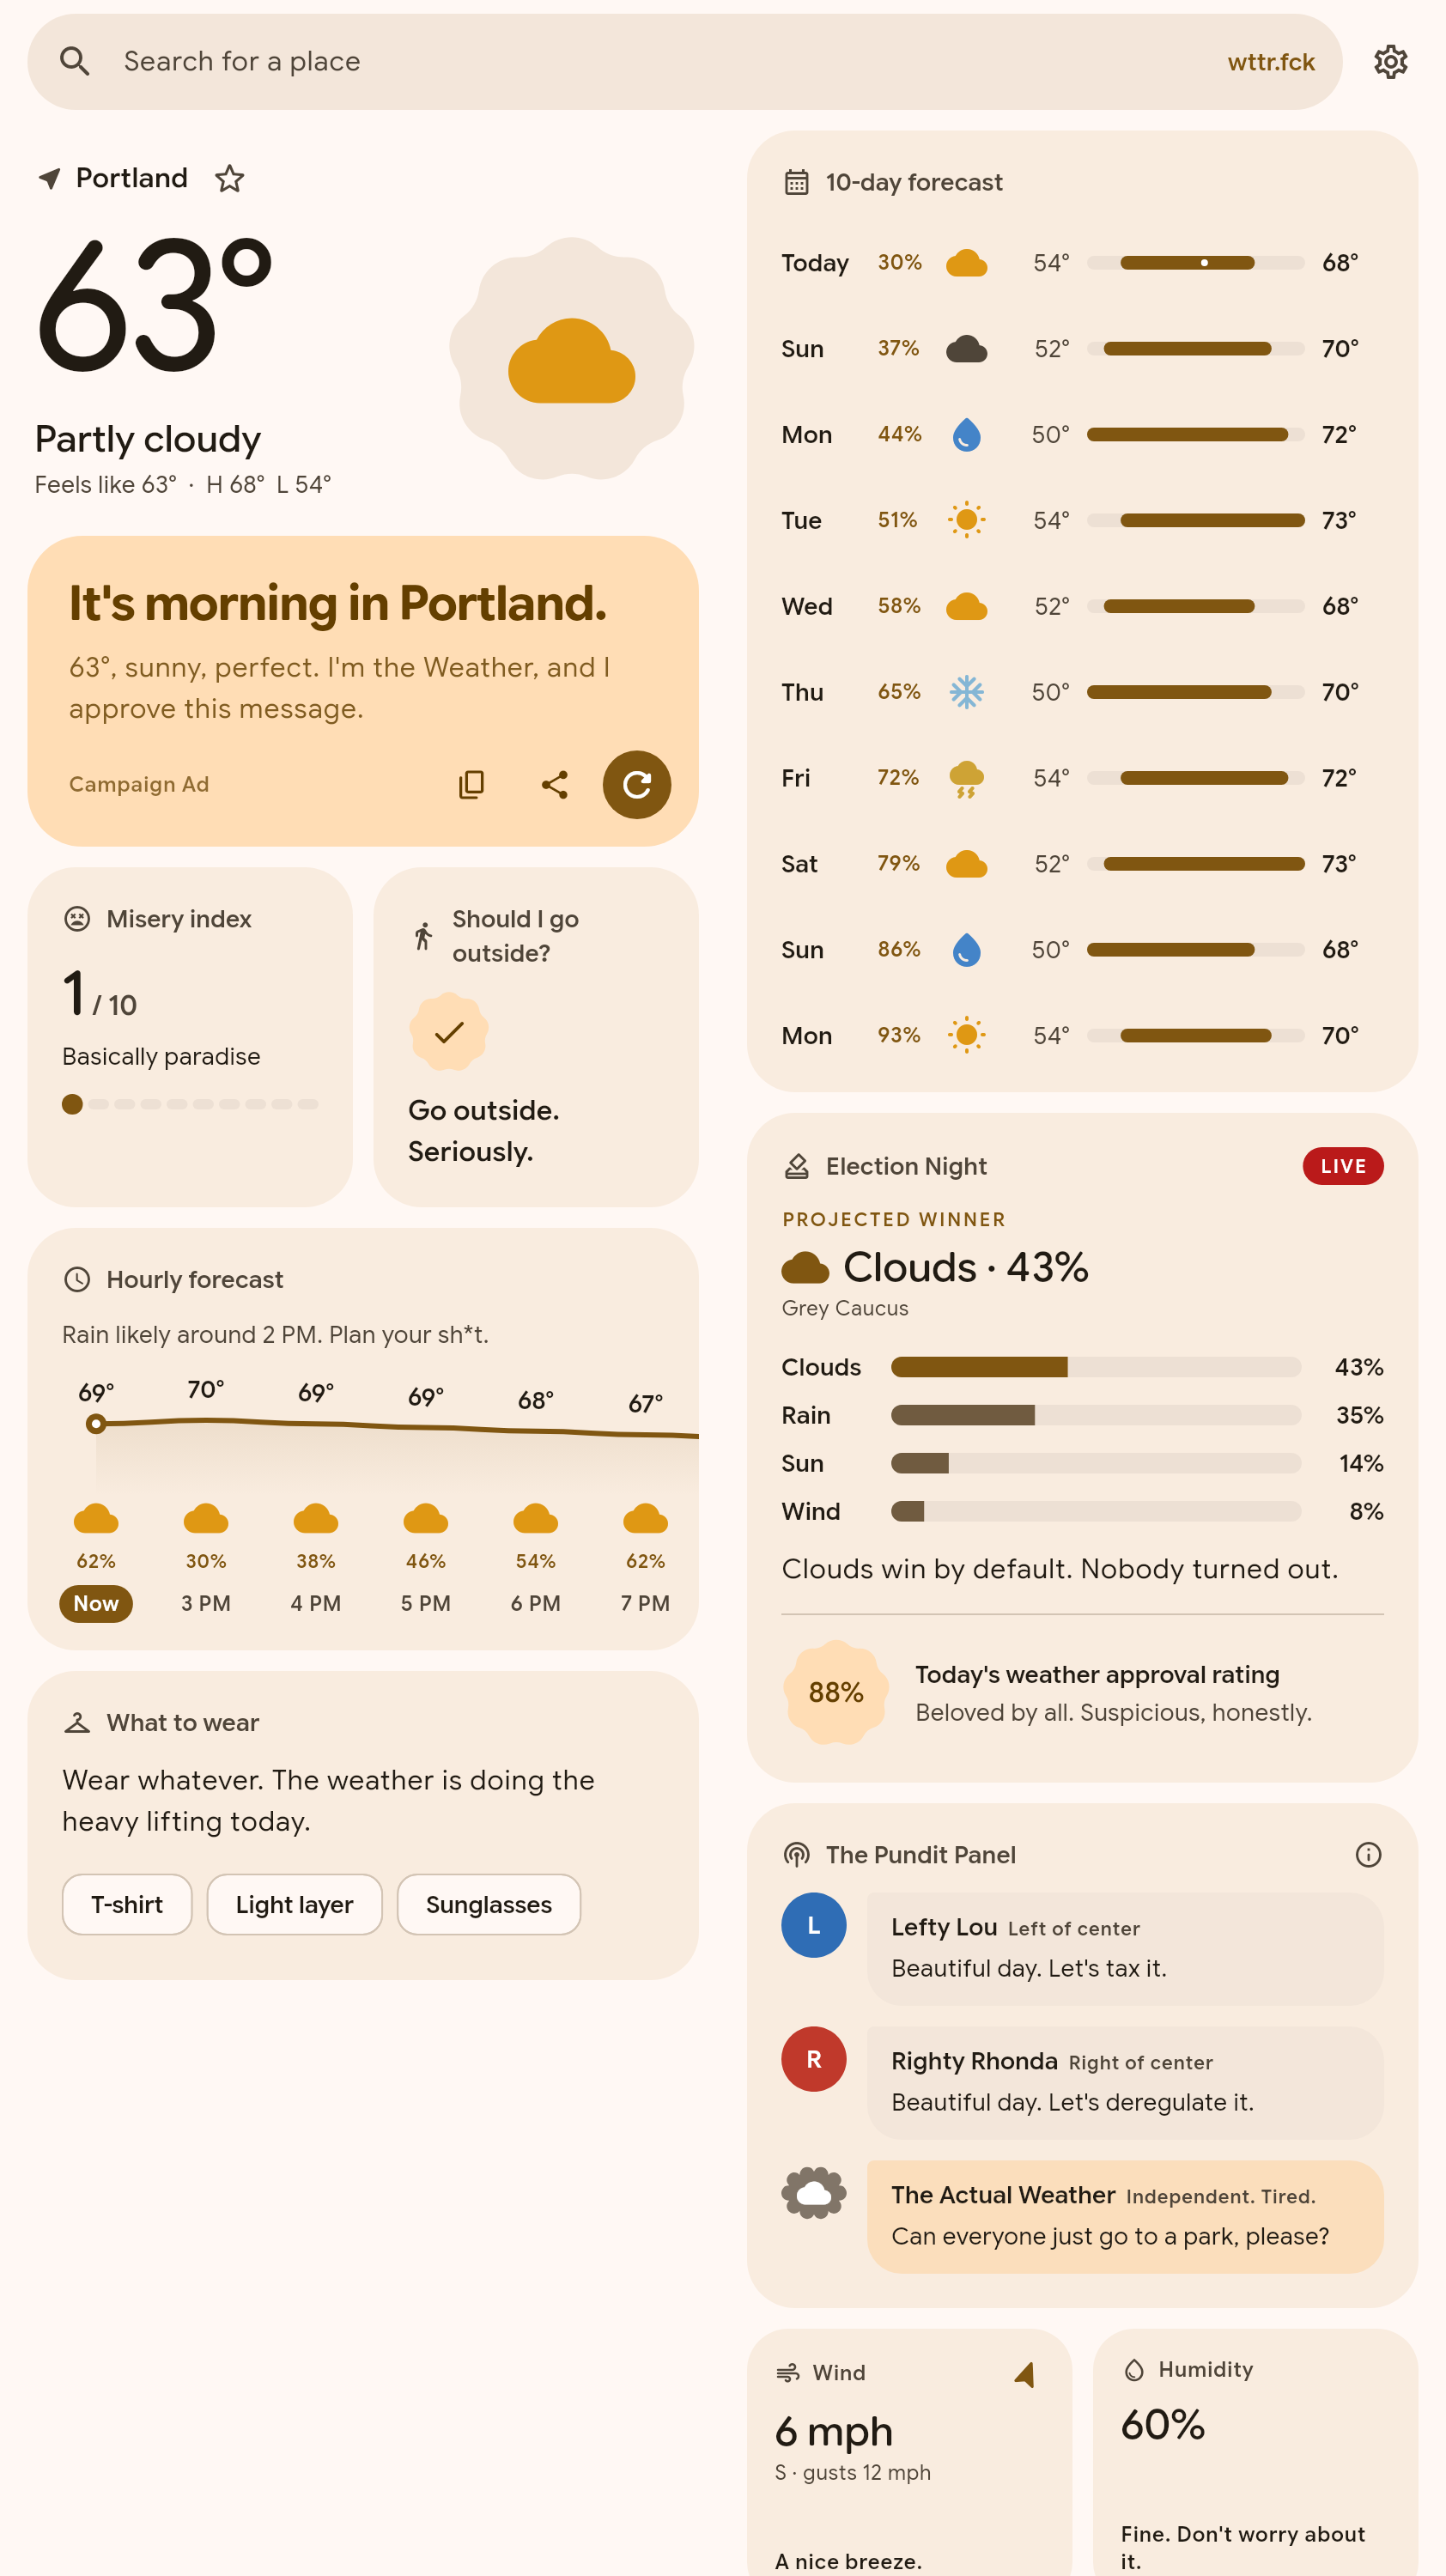 Search for a place
wttr.fck
Portland
63°
Partly cloudy
Feels like 63° · H 68° L 54°
It's morning in Portland.
63°, sunny, perfect. I'm the Weather, and I
approve this message.
Campaign Ad
Misery index
1 / 10
Basically paradise
Should I go
outside?
Go outside.
Seriously.
Hourly forecast
Rain likely around 2 PM. Plan your sh*t.
69° 70° 69° 69° 68° 67°
62% 30% 38% 46% 54% 62%
Now 3 PM 4 PM 5 PM 6 PM 7 PM
What to wear
Wear whatever. The weather is doing the
heavy lifting today.
T-shirt Light layer Sunglasses
10-day forecast
Today 30% 54° 68°
Sun 37% 52° 70°
Mon 44% 50° 72°
Tue 51% 54° 73°
Wed 58% 52° 68°
Thu 65% 50° 70°
Fri 72% 54° 72°
Sat 79% 52° 73°
Sun 86% 50° 68°
Mon 93% 54° 70°
Election Night LIVE
PROJECTED WINNER
Clouds · 43%
Grey Caucus
Clouds 43%
Rain 35%
Sun 14%
Wind 8%
Clouds win by default. Nobody turned out.
88%
Today's weather approval rating
Beloved by all. Suspicious, honestly.
The Pundit Panel
L
Lefty Lou Left of center
Beautiful day. Let's tax it.
R
Righty Rhonda Right of center
Beautiful day. Let's deregulate it.
The Actual Weather Independent. Tired.
Can everyone just go to a park, please?
Wind
6 mph
S · gusts 12 mph
A nice breeze.
Humidity
60%
Fine. Don't worry about
it.